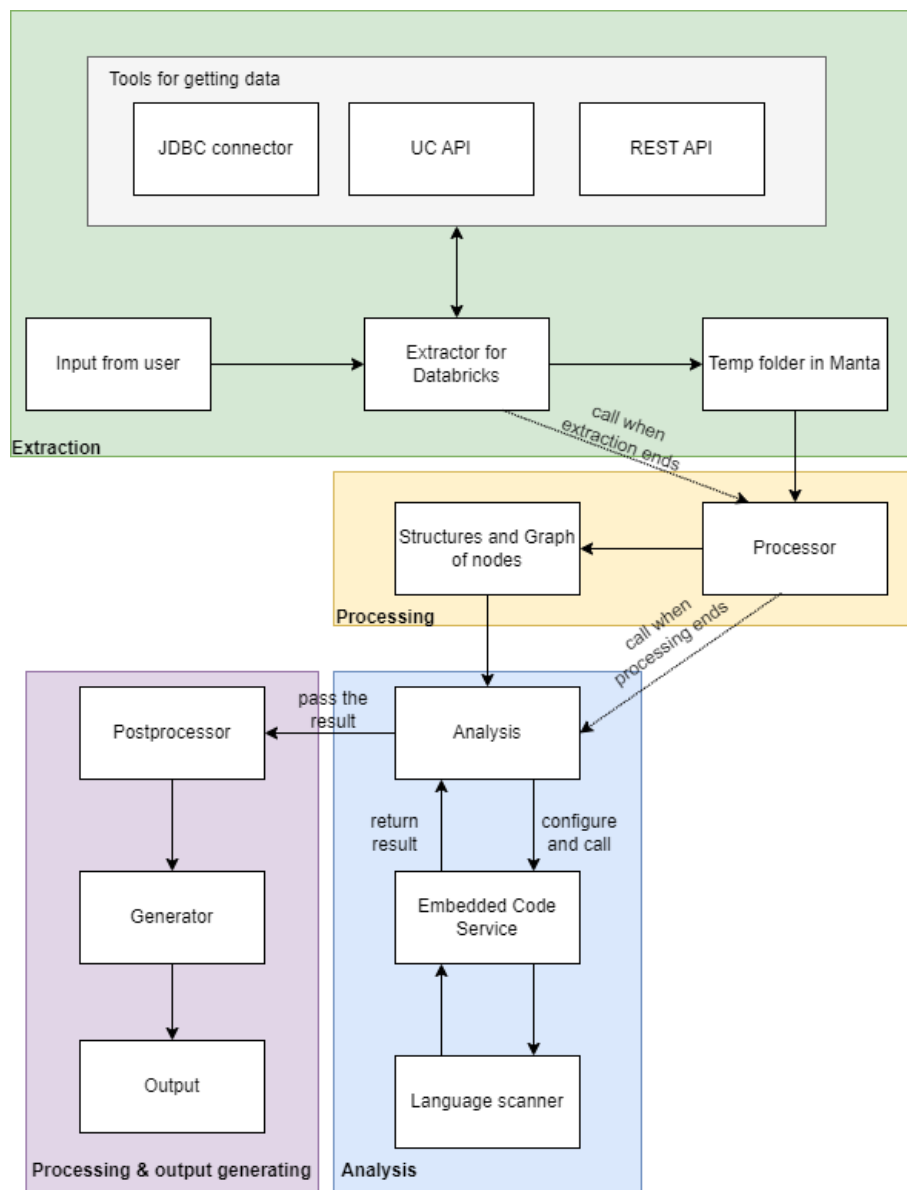 Tools for getting data
JDBC connector
UC API
REST API
Input from user
Extractor for
Databricks
Temp folder in Manta
call when
extraction ends
Extraction
Structures and Graph
of nodes
Processor
Processing
call when
processing ends
pass the
result
Postprocessor
Analysis
return
result
configure
and call
Generator
Embedded Code
Service
Output
Language scanner
Processing & output generating
Analysis